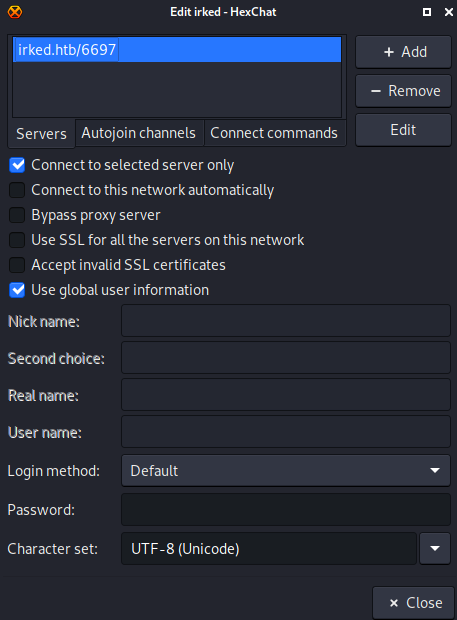 Edit irked - HexChat
irked.htb/6697
+ Add
− Remove
Edit
Servers Autojoin channels Connect commands
Connect to selected server only
Connect to this network automatically
Bypass proxy server
Use SSL for all the servers on this network
Accept invalid SSL certificates
Use global user information
Nick name:
Second choice:
Real name:
User name:
Login method: Default
Password:
Character set: UTF-8 (Unicode)
× Close